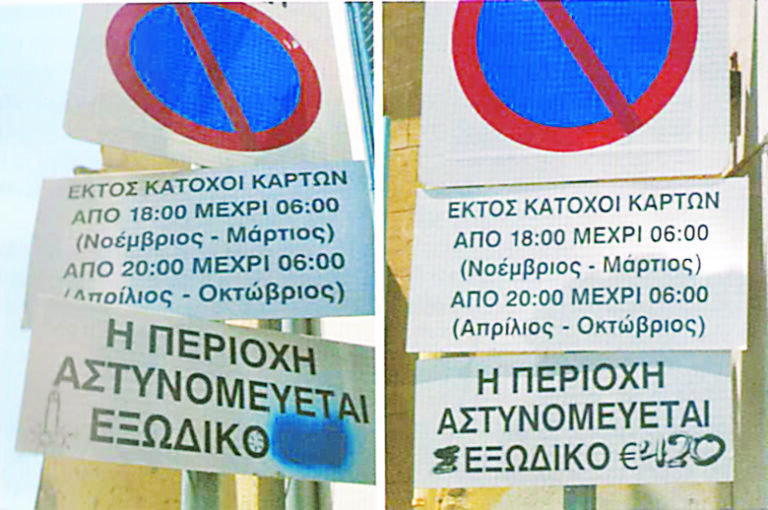 ΕΚΤΟΣ ΚΑΤΟΧΟΙ ΚΑΡΤΩΝ
ΑΠΟ 18:00 ΜΕΧΡΙ 06:00
(Νοέμβριος - Μάρτιος)
ΑΠΟ 20:00 ΜΕΧΡΙ 06:00
(Απρίλιος - Οκτώβριος)
Η ΠΕΡΙΟΧΗ
ΑΣΤΥΝΟΜΕΥΕΤΑΙ
ΕΞΩΔΙΚΟ
ΕΚΤΟΣ ΚΑΤΟΧΟΙ ΚΑΡΤΩΝ
ΑΠΟ 18:00 ΜΕΧΡΙ 06:00
(Νοέμβριος - Μάρτιος)
ΑΠΟ 20:00 ΜΕΧΡΙ 06:00
(Απρίλιος - Οκτώβριος)
Η ΠΕΡΙΟΧΗ
ΑΣΤΥΝΟΜΕΥΕΤΑΙ
ΕΞΩΔΙΚΟ €420